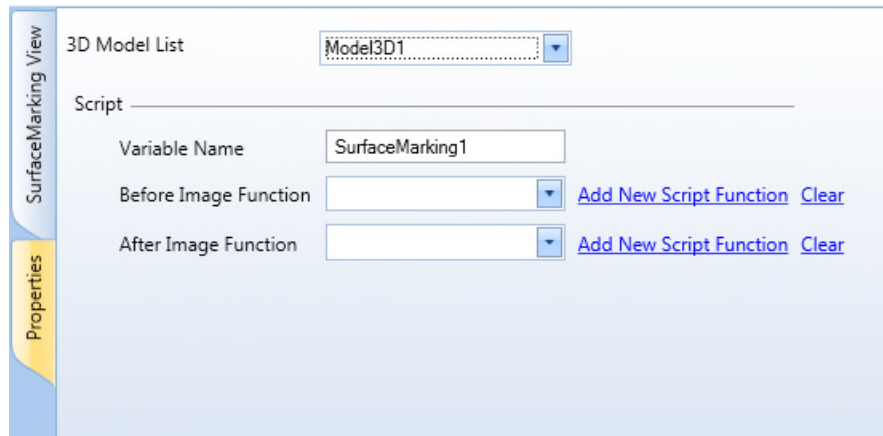 SurfaceMarking View
Properties
3D Model List
Model3D1
Script
Variable Name
SurfaceMarking1
Before Image Function
Add New Script Function Clear
After Image Function
Add New Script Function Clear